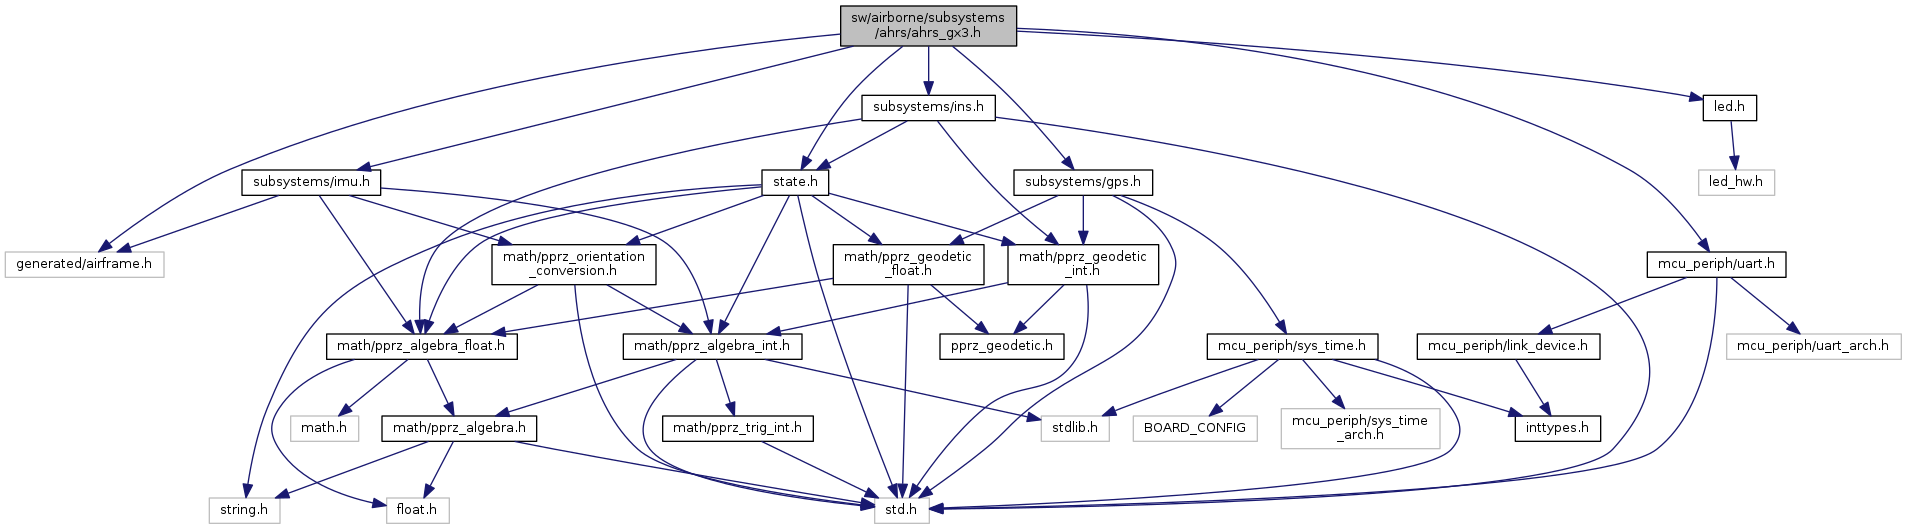 sw/airborne/subsystems
/ahrs/ahrs_gx3.h
subsystems/ins.h
led.h
subsystems/imu.h
state.h
subsystems/gps.h
led_hw.h
generated/airframe.h
math/pprz_orientation
_conversion.h
math/pprz_geodetic
_float.h
math/pprz_geodetic
_int.h
mcu_periph/uart.h
math/pprz_algebra_float.h
math/pprz_algebra_int.h
pprz_geodetic.h
mcu_periph/sys_time.h
mcu_periph/link_device.h
mcu_periph/uart_arch.h
math.h
math/pprz_algebra.h
math/pprz_trig_int.h
stdlib.h
BOARD_CONFIG
mcu_periph/sys_time
_arch.h
inttypes.h
string.h
float.h
std.h